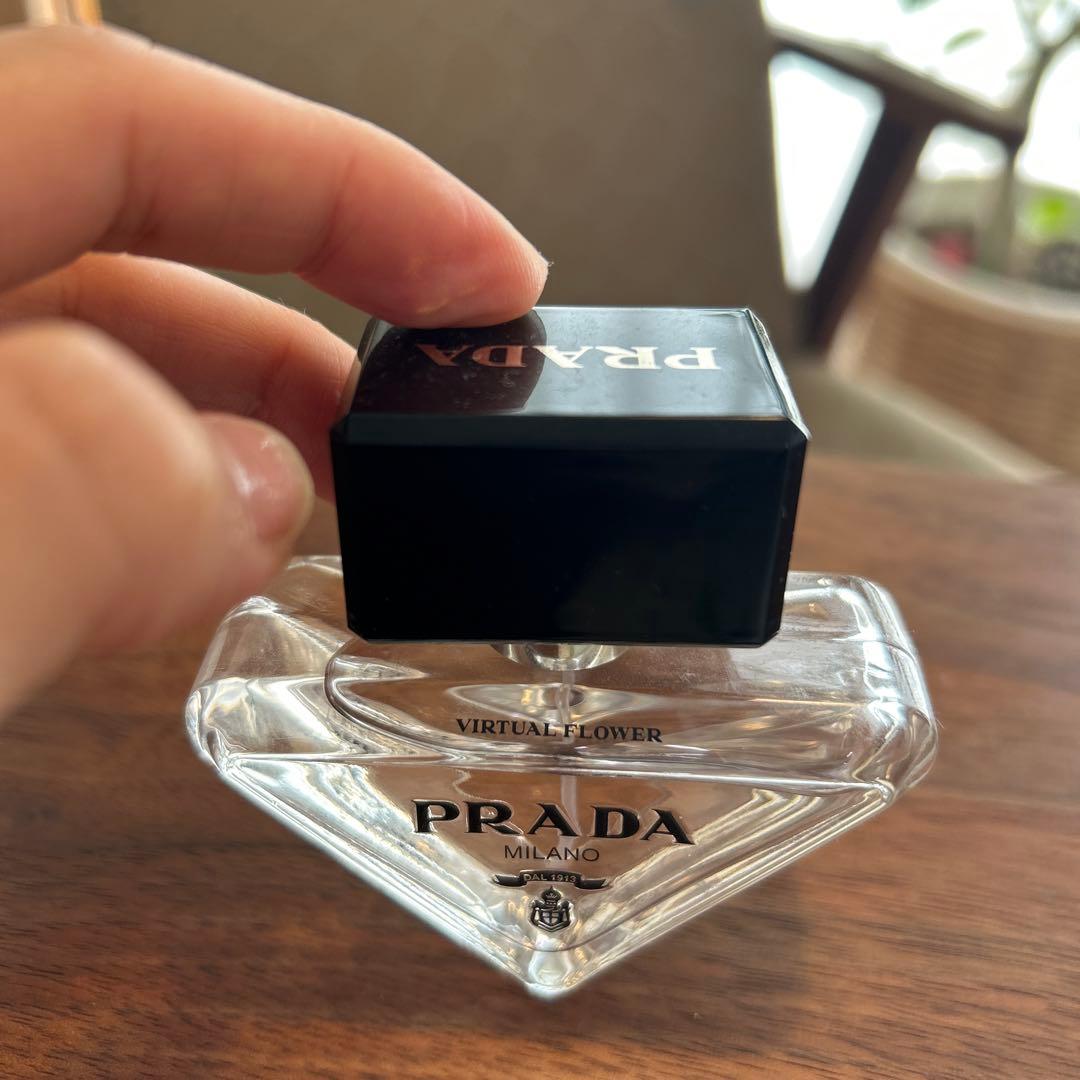 PRADA
VIRTUAL FLOWER
PRADA
MILANO
DAL 1913